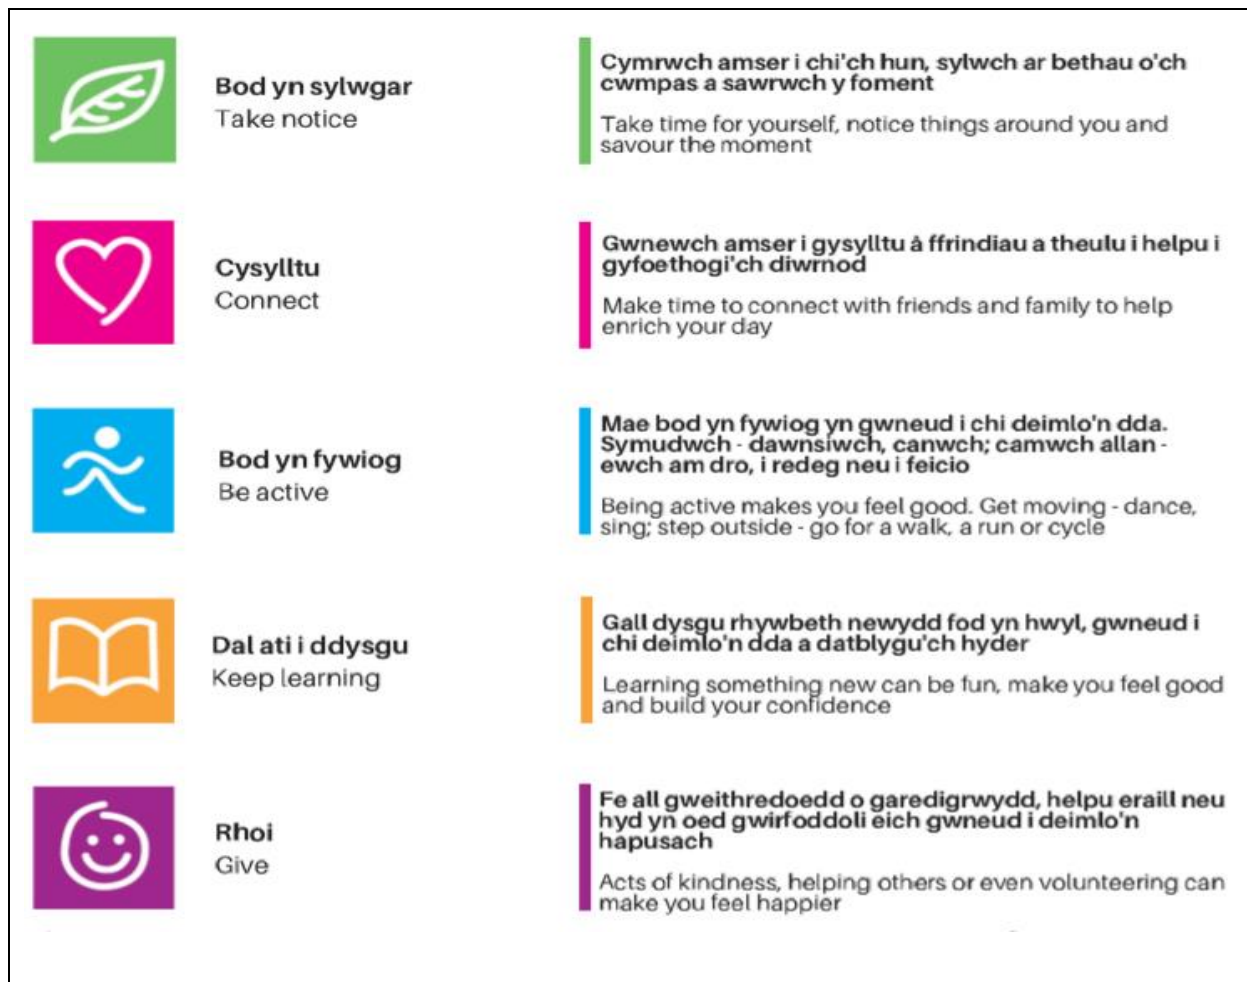 Bod yn sylwgar
Take notice
Cymrwch amser i chi'ch hun, sylwch ar bethau o'ch
cwmpas a sawrwch y foment
Take time for yourself, notice things around you and
savour the moment
Cysylltu
Connect
Gwnewch amser i gysylltu â ffrindiau a theulu i helpu i
gyfoethogi'ch diwrnod
Make time to connect with friends and family to help
enrich your day
Bod yn fywiog
Be active
Mae bod yn fywiog yn gwneud i chi deimlo'n dda.
Symudwch - dawnsiwch, canwch; camwch allan -
ewch am dro, i redeg neu i feicio
Being active makes you feel good. Get moving - dance,
sing; step outside - go for a walk, a run or cycle
Dal ati i ddysgu
Keep learning
Gall dysgu rhywbeth newydd fod yn hwyl, gwneud i
chi deimlo'n dda a datblygu'ch hyder
Learning something new can be fun, make you feel good
and build your confidence
Rhoi
Give
Fe all gweithredoedd o garedigrwydd, helpu eraill neu
hyd yn oed gwirfoddoli eich gwneud i deimlo'n
hapusach
Acts of kindness, helping others or even volunteering can
make you feel happier